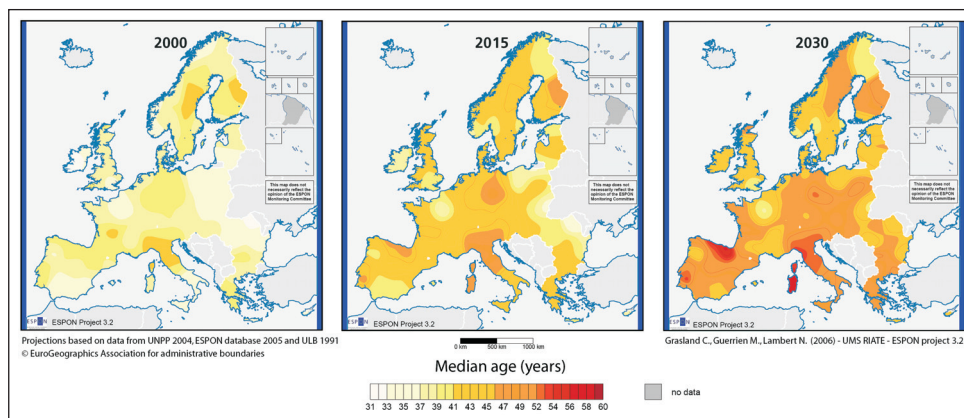 2000
2015
2030
This map does not
necessarily reflect the
opinion of the ESPON
Monitoring Committee
This map does not
necessarily reflect the
opinion of the ESPON
Monitoring Committee
This map does not
necessarily reflect the
opinion of the ESPON
Monitoring Committee
ESPON Project 3.2
ESPON Project 3.2
ESPON Project 3.2
Projections based on data from UNPP 2004, ESPON database 2005 and ULB 1991
© EuroGeographics Association for administrative boundaries
0 km 500 km 1000 km
Grasland C., Guerrien M., Lambert N. (2006) - UMS RIATE - ESPON project 3.2
Median age (years)
no data
31 33 35 37 39 41 43 45 47 49 52 54 56 58 60